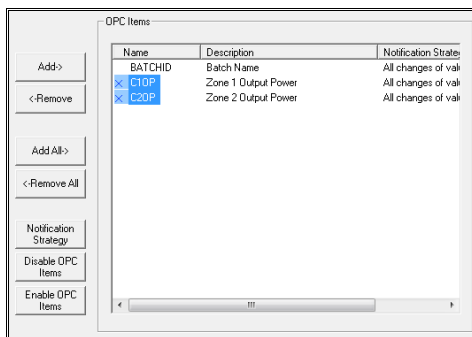 OPC Items
Name Description Notification Strate
BATCHID Batch Name All changes of val
C1OP Zone 1 Output Power All changes of val
C2OP Zone 2 Output Power All changes of val
Add->
<-Remove
Add All->
<-Remove All
Notification
Strategy
Disable OPC
Items
Enable OPC
Items